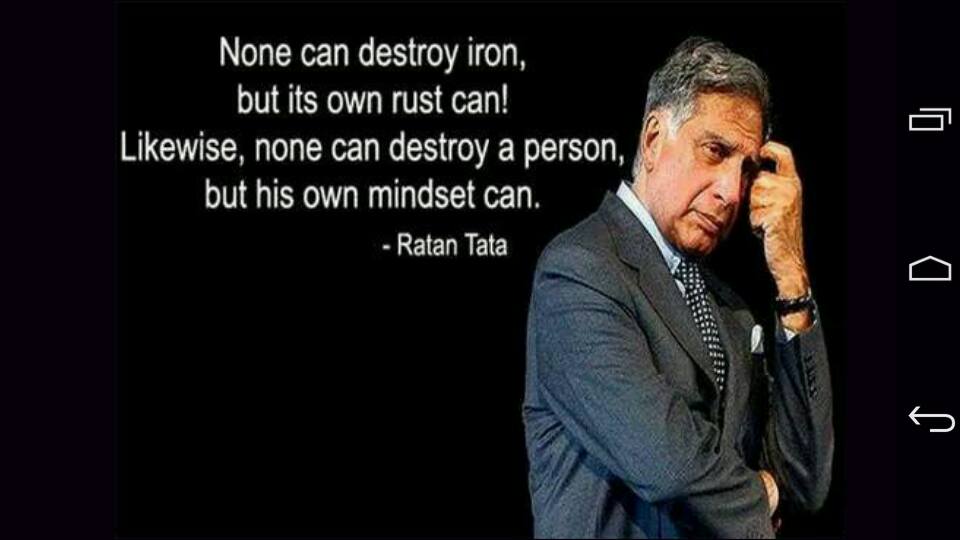 None can destroy iron,
but its own rust can!
Likewise, none can destroy a person,
but his own mindset can.
- Ratan Tata